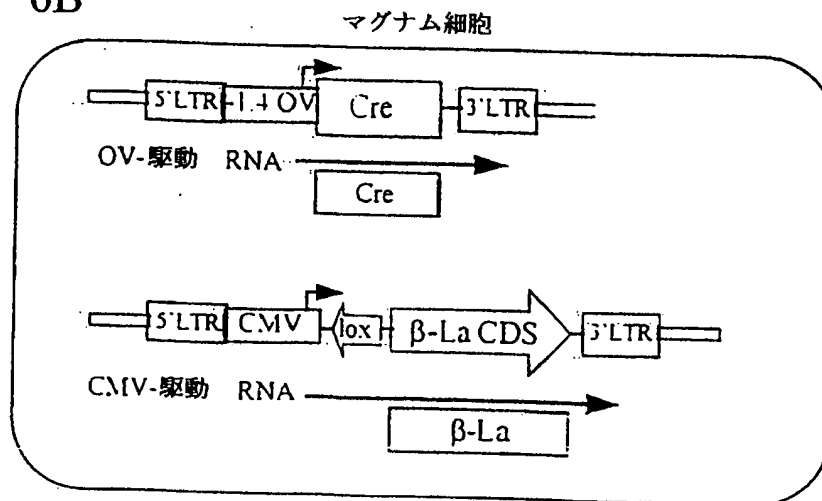 6B
マグナム細胞
5'LTR -1.4 OV Cre 3'LTR
OV-駆動 RNA
Cre
5'LTR CMV lox β-La CDS 3'LTR
CMV-駆動 RNA
β-La